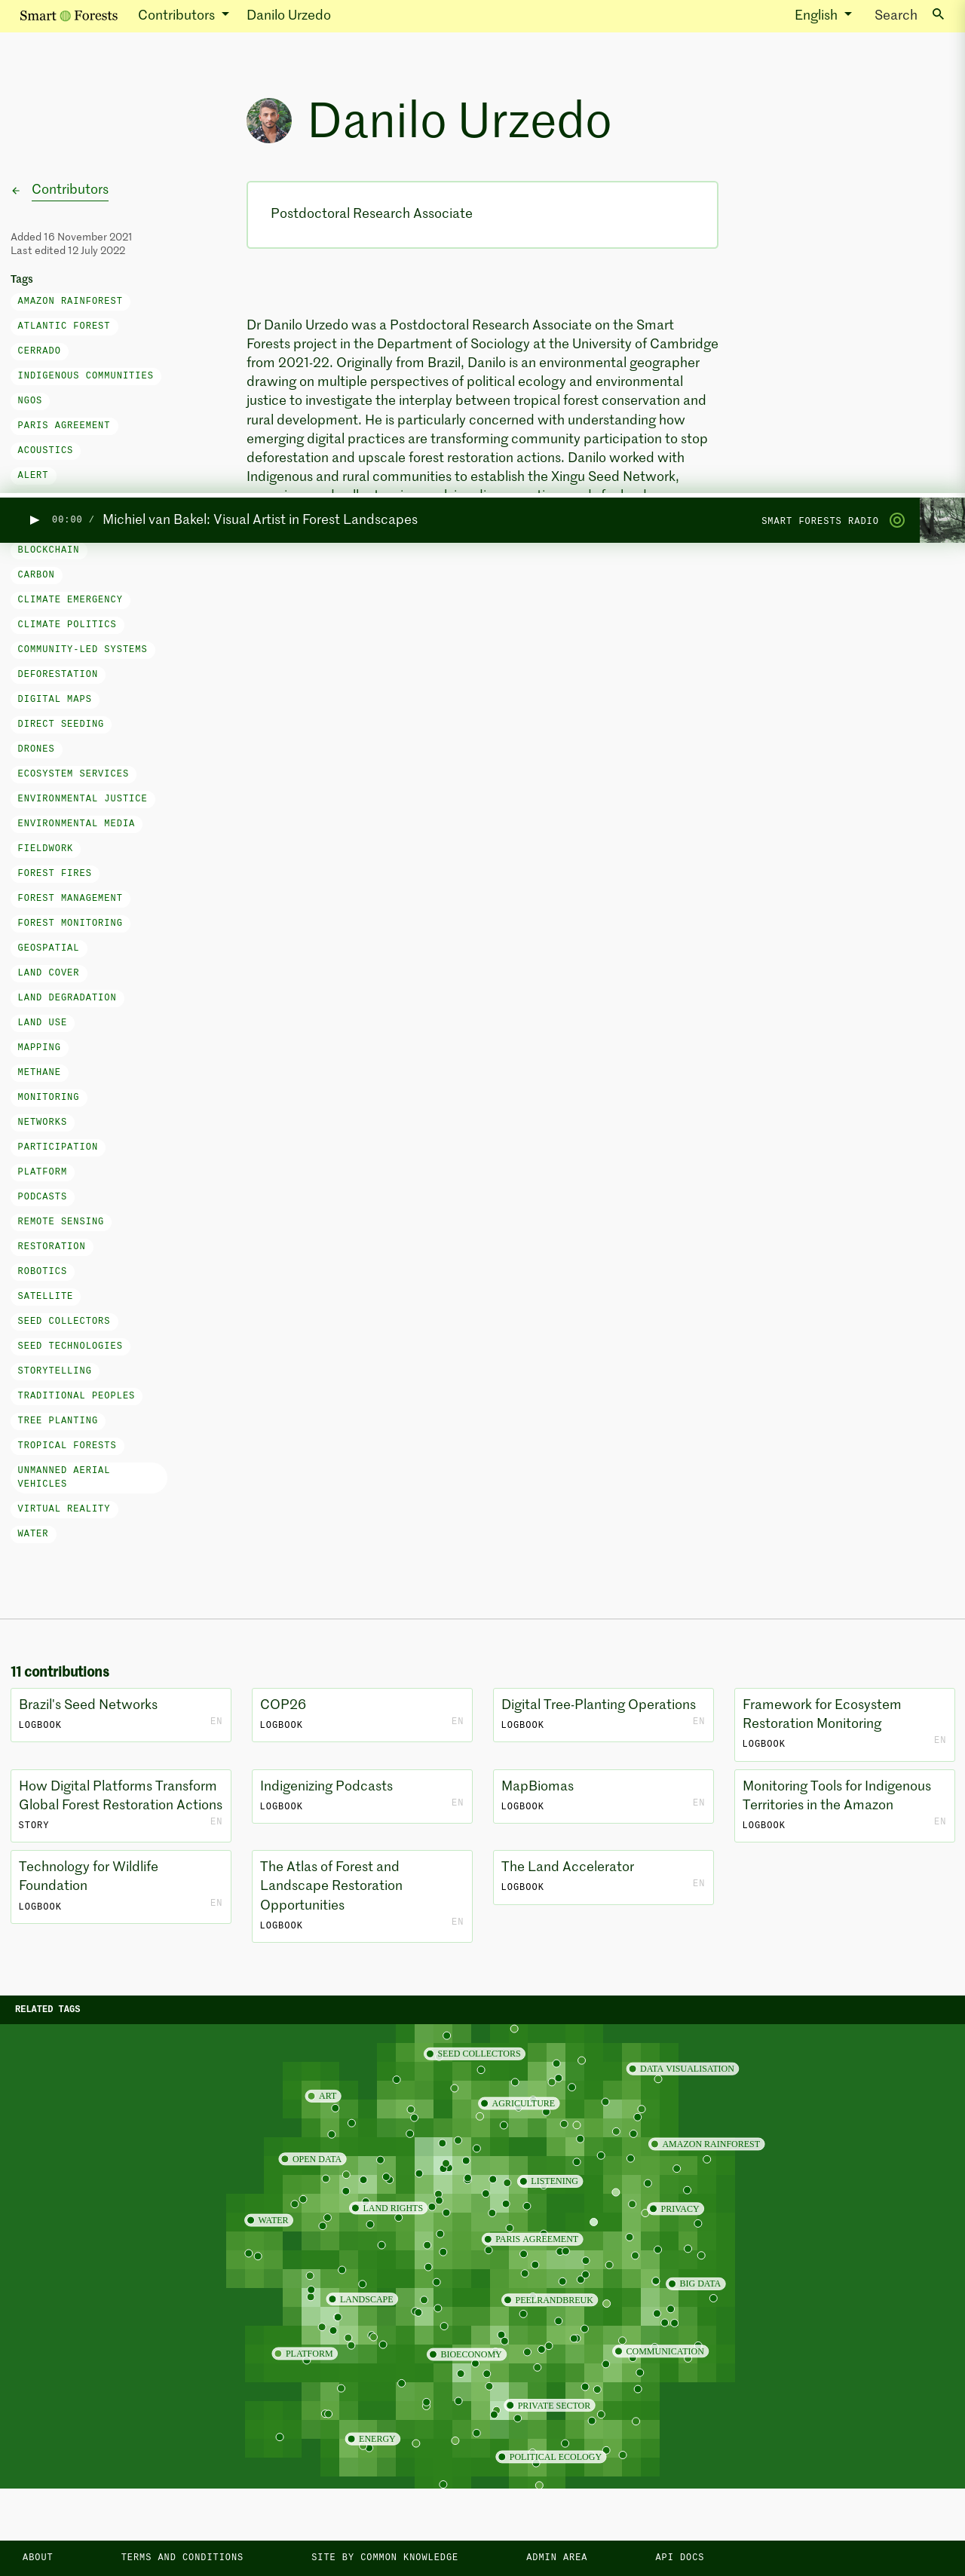 Smart Forests
Contributors
Danilo Urzedo
English
Search
Danilo Urzedo
Contributors
Postdoctoral Research Associate
Added 16 November 2021
Last edited 12 July 2022
Tags
AMAZON RAINFOREST
ATLANTIC FOREST
CERRADO
INDIGENOUS COMMUNITIES
NGOS
PARIS AGREEMENT
ACOUSTICS
ALERT
Dr Danilo Urzedo was a Postdoctoral Research Associate on the Smart
Forests project in the Department of Sociology at the University of Cambridge
from 2021-22. Originally from Brazil, Danilo is an environmental geographer
drawing on multiple perspectives of political ecology and environmental
justice to investigate the interplay between tropical forest conservation and
rural development. He is particularly concerned with understanding how
emerging digital practices are transforming community participation to stop
deforestation and upscale forest restoration actions. Danilo worked with
Indigenous and rural communities to establish the Xingu Seed Network,
00:00 /
Michiel van Bakel: Visual Artist in Forest Landscapes
SMART FORESTS RADIO
BLOCKCHAIN
CARBON
CLIMATE EMERGENCY
CLIMATE POLITICS
COMMUNITY-LED SYSTEMS
DEFORESTATION
DIGITAL MAPS
DIRECT SEEDING
DRONES
ECOSYSTEM SERVICES
ENVIRONMENTAL JUSTICE
ENVIRONMENTAL MEDIA
FIELDWORK
FOREST FIRES
FOREST MANAGEMENT
FOREST MONITORING
GEOSPATIAL
LAND COVER
LAND DEGRADATION
LAND USE
MAPPING
METHANE
MONITORING
NETWORKS
PARTICIPATION
PLATFORM
PODCASTS
REMOTE SENSING
RESTORATION
ROBOTICS
SATELLITE
SEED COLLECTORS
SEED TECHNOLOGIES
STORYTELLING
TRADITIONAL PEOPLES
TREE PLANTING
TROPICAL FORESTS
UNMANNED AERIAL
VEHICLES
VIRTUAL REALITY
WATER
11 contributions
Brazil's Seed Networks
LOGBOOK
EN
COP26
LOGBOOK
EN
Digital Tree-Planting Operations
LOGBOOK
EN
Framework for Ecosystem
Restoration Monitoring
LOGBOOK
EN
How Digital Platforms Transform
Global Forest Restoration Actions
STORY
EN
Indigenizing Podcasts
LOGBOOK
EN
MapBiomas
LOGBOOK
EN
Monitoring Tools for Indigenous
Territories in the Amazon
LOGBOOK
EN
Technology for Wildlife
Foundation
LOGBOOK
EN
The Atlas of Forest and
Landscape Restoration
Opportunities
LOGBOOK
EN
The Land Accelerator
LOGBOOK
EN
RELATED TAGS
SEED COLLECTORS
DATA VISUALISATION
ART
AGRICULTURE
AMAZON RAINFOREST
OPEN DATA
LISTENING
LAND RIGHTS
PRIVACY
WATER
PARIS AGREEMENT
BIG DATA
LANDSCAPE
PEELRANDBREUK
PLATFORM
BIOECONOMY
COMMUNICATION
PRIVATE SECTOR
ENERGY
POLITICAL ECOLOGY
ABOUT
TERMS AND CONDITIONS
SITE BY COMMON KNOWLEDGE
ADMIN AREA
API DOCS